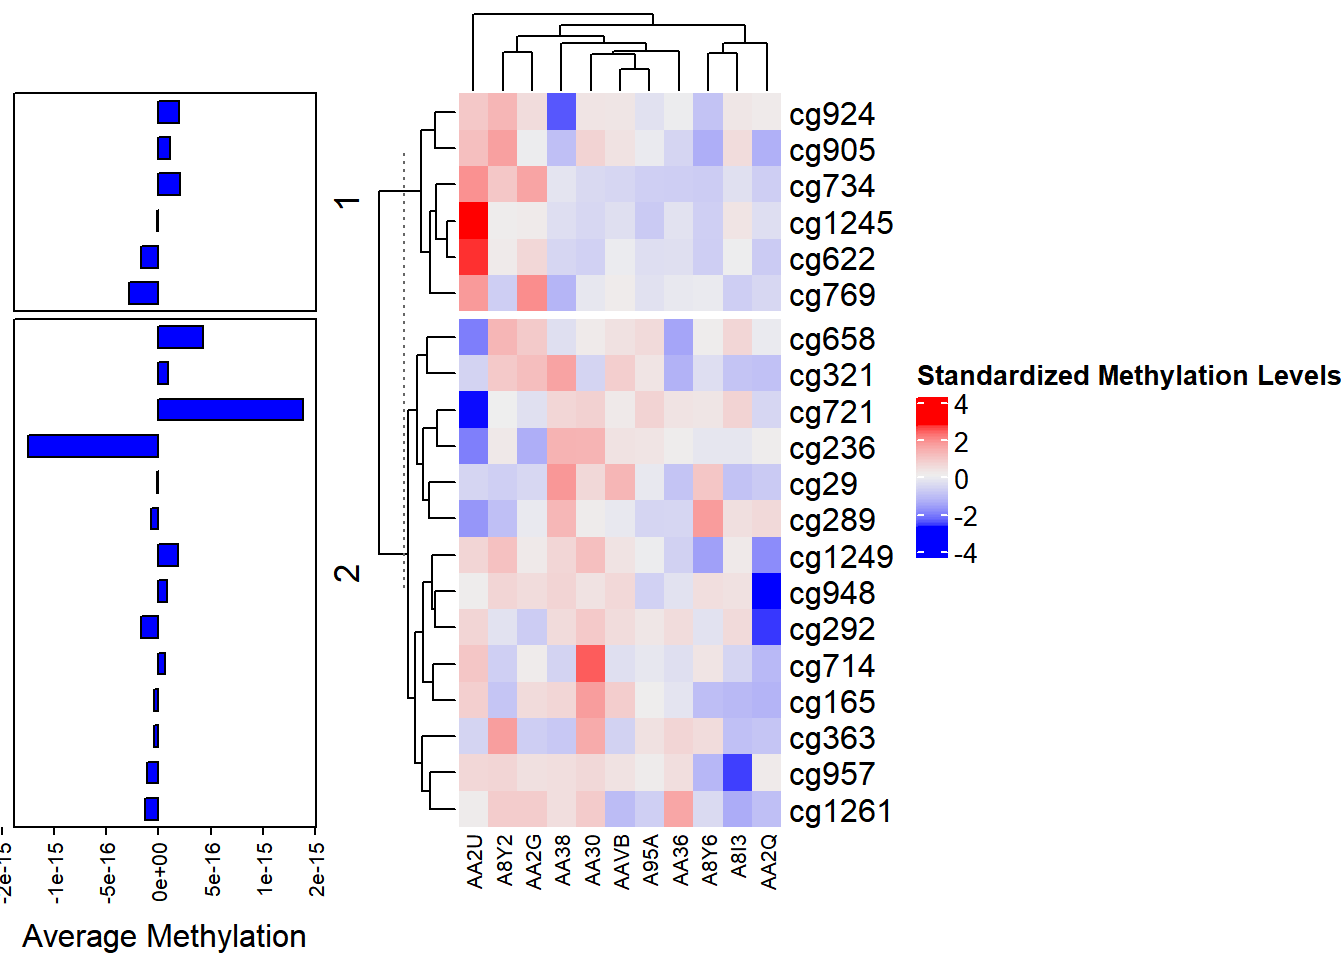 cg924
cg905
cg734
1
cg1245
cg622
cg769
cg658
cg321
Standardized Methylation Levels
cg721
4
cg236
2
cg29
0
cg289
-2
cg1249
-4
2
cg948
cg292
cg714
cg165
cg363
cg957
cg1261
-2e-15
-1e-15
-5e-16
0e+00
5e-16
1e-15
2e-15
AA2U
A8Y2
AA2G
AA38
AA30
AAVB
A95A
AA36
A8Y6
A8I3
AA2Q
Average Methylation